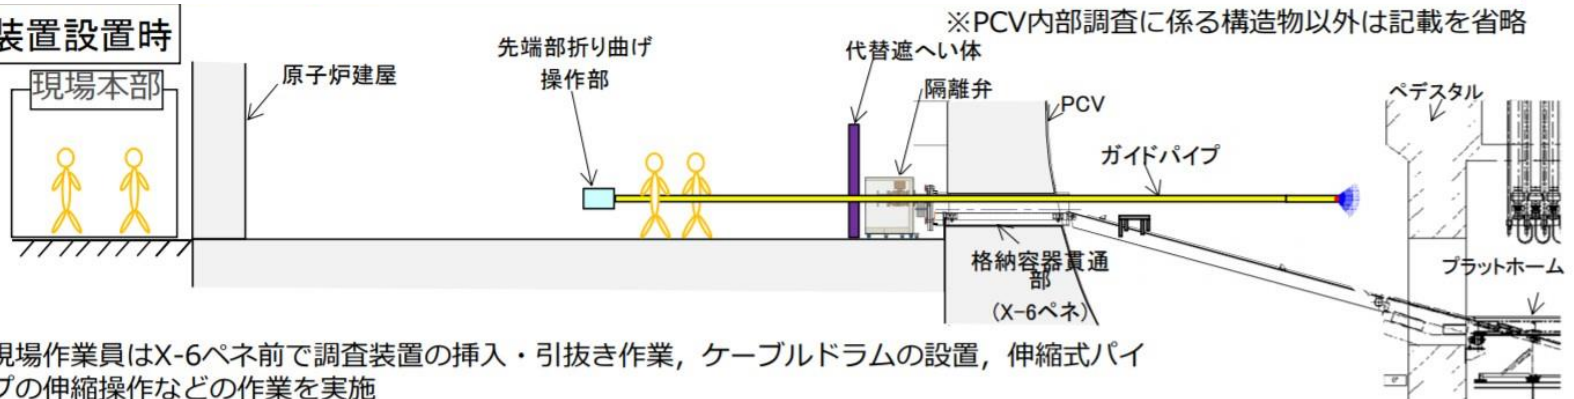 装置設置時
※PCV内部調査に係る構造物以外は記載を省略
現場本部
原子炉建屋
先端部折り曲げ
操作部
代替遮へい体
隔離弁
PCV
ガイドパイプ
ペデスタル
格納容器貫通
部
(X-6ペネ)
プラットホーム
現場作業員はX-6ペネ前で調査装置の挿入・引抜き作業，ケーブルドラムの設置，伸縮式パイ
プの伸縮操作などの作業を実施